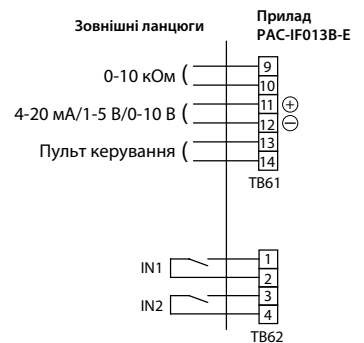 Зовнішні ланцюги
Прилад
PAC-IF013B-E
0-10 кОм
9
10
4-20 мА/1-5 В/0-10 В
11 +
12 −
Пульт керування
13
14
TB61
IN1
1
2
IN2
3
4
TB62